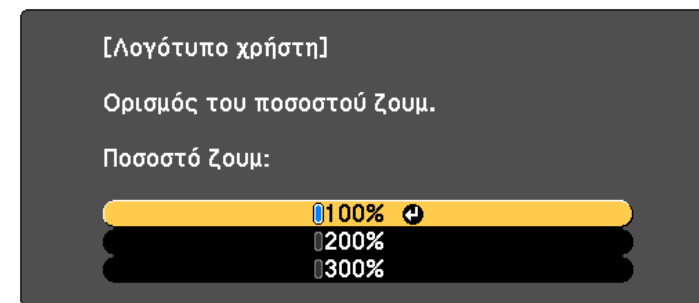 [Λογότυπο χρήστη]
Ορισμός του ποσοστού ζουμ.
Ποσοστό ζουμ:
100%
200%
300%